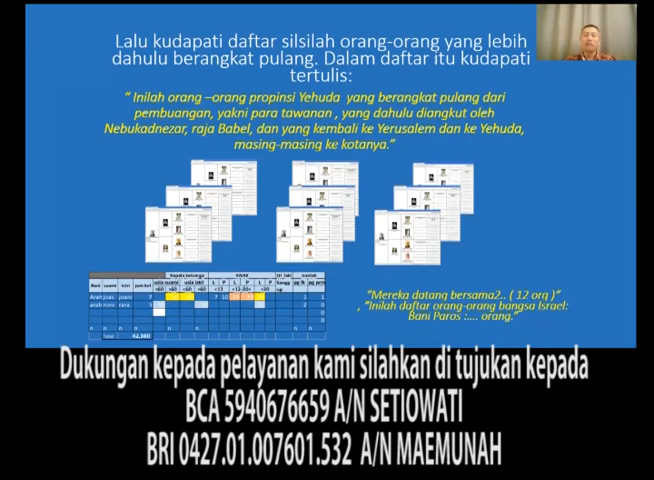 Lalu kudapati daftar silsilah orang-orang yang lebih
dahulu berangkat pulang. Dalam daftar itu kudapati
tertulis:
“ Inilah orang –orang propinsi Yehuda yang berangkat pulang dari
pembuangan, yakni para tawanan , yang dahulu diangkut oleh
Nebukadnezar, raja Babel, dan yang kembali ke Yerusalem dan ke Yehuda,
masing-masing ke kotanya.”
“Mereka datang bersama2.. ( 12 org)“
, “Inilah daftar orang-orang bangsa Israel:
Bani Paros :.... orang.”
Total 42,360
Dukungan kepada pelayanan kami silahkan di tujukan kepada
BCA 5940676659 A/N SETIOWATI
BRI 0427.01.007601.532 A/N MAEMUNAH